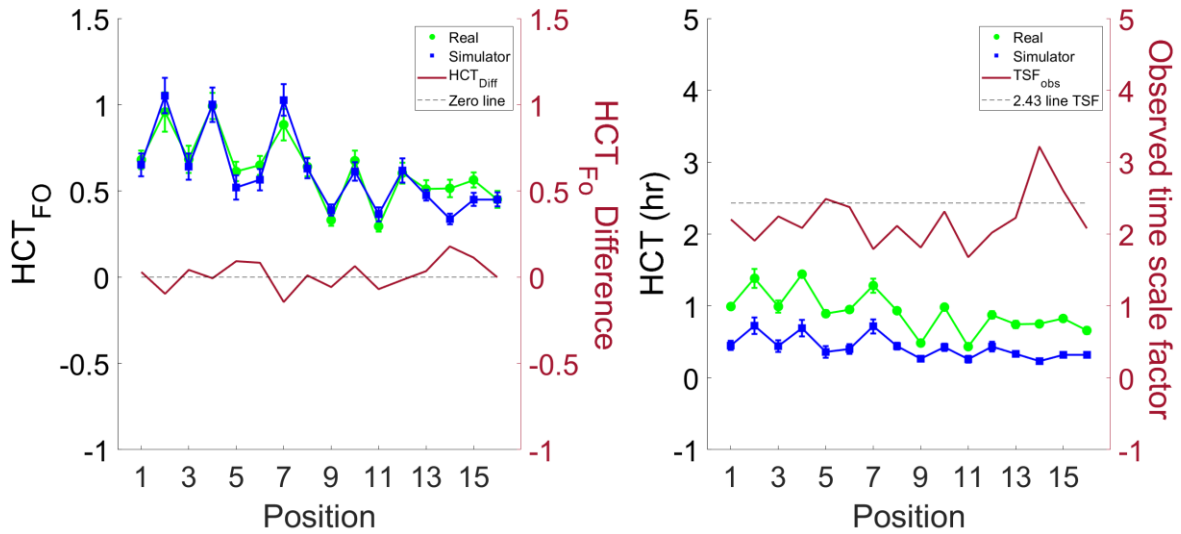 1.5
1
0.5
0
-0.5
-1
HCT_FO
1.5
1
0.5
0
-0.5
-1
HCT_Fo Difference
Real
Simulator
HCT_Diff
Zero line
1 3 5 7 9 11 13 15
Position
5
4
3
2
1
0
-1
HCT (hr)
5
4
3
2
1
0
-1
Observed time scale factor
Real
Simulator
TSF_obs
2.43 line TSF
1 3 5 7 9 11 13 15
Position